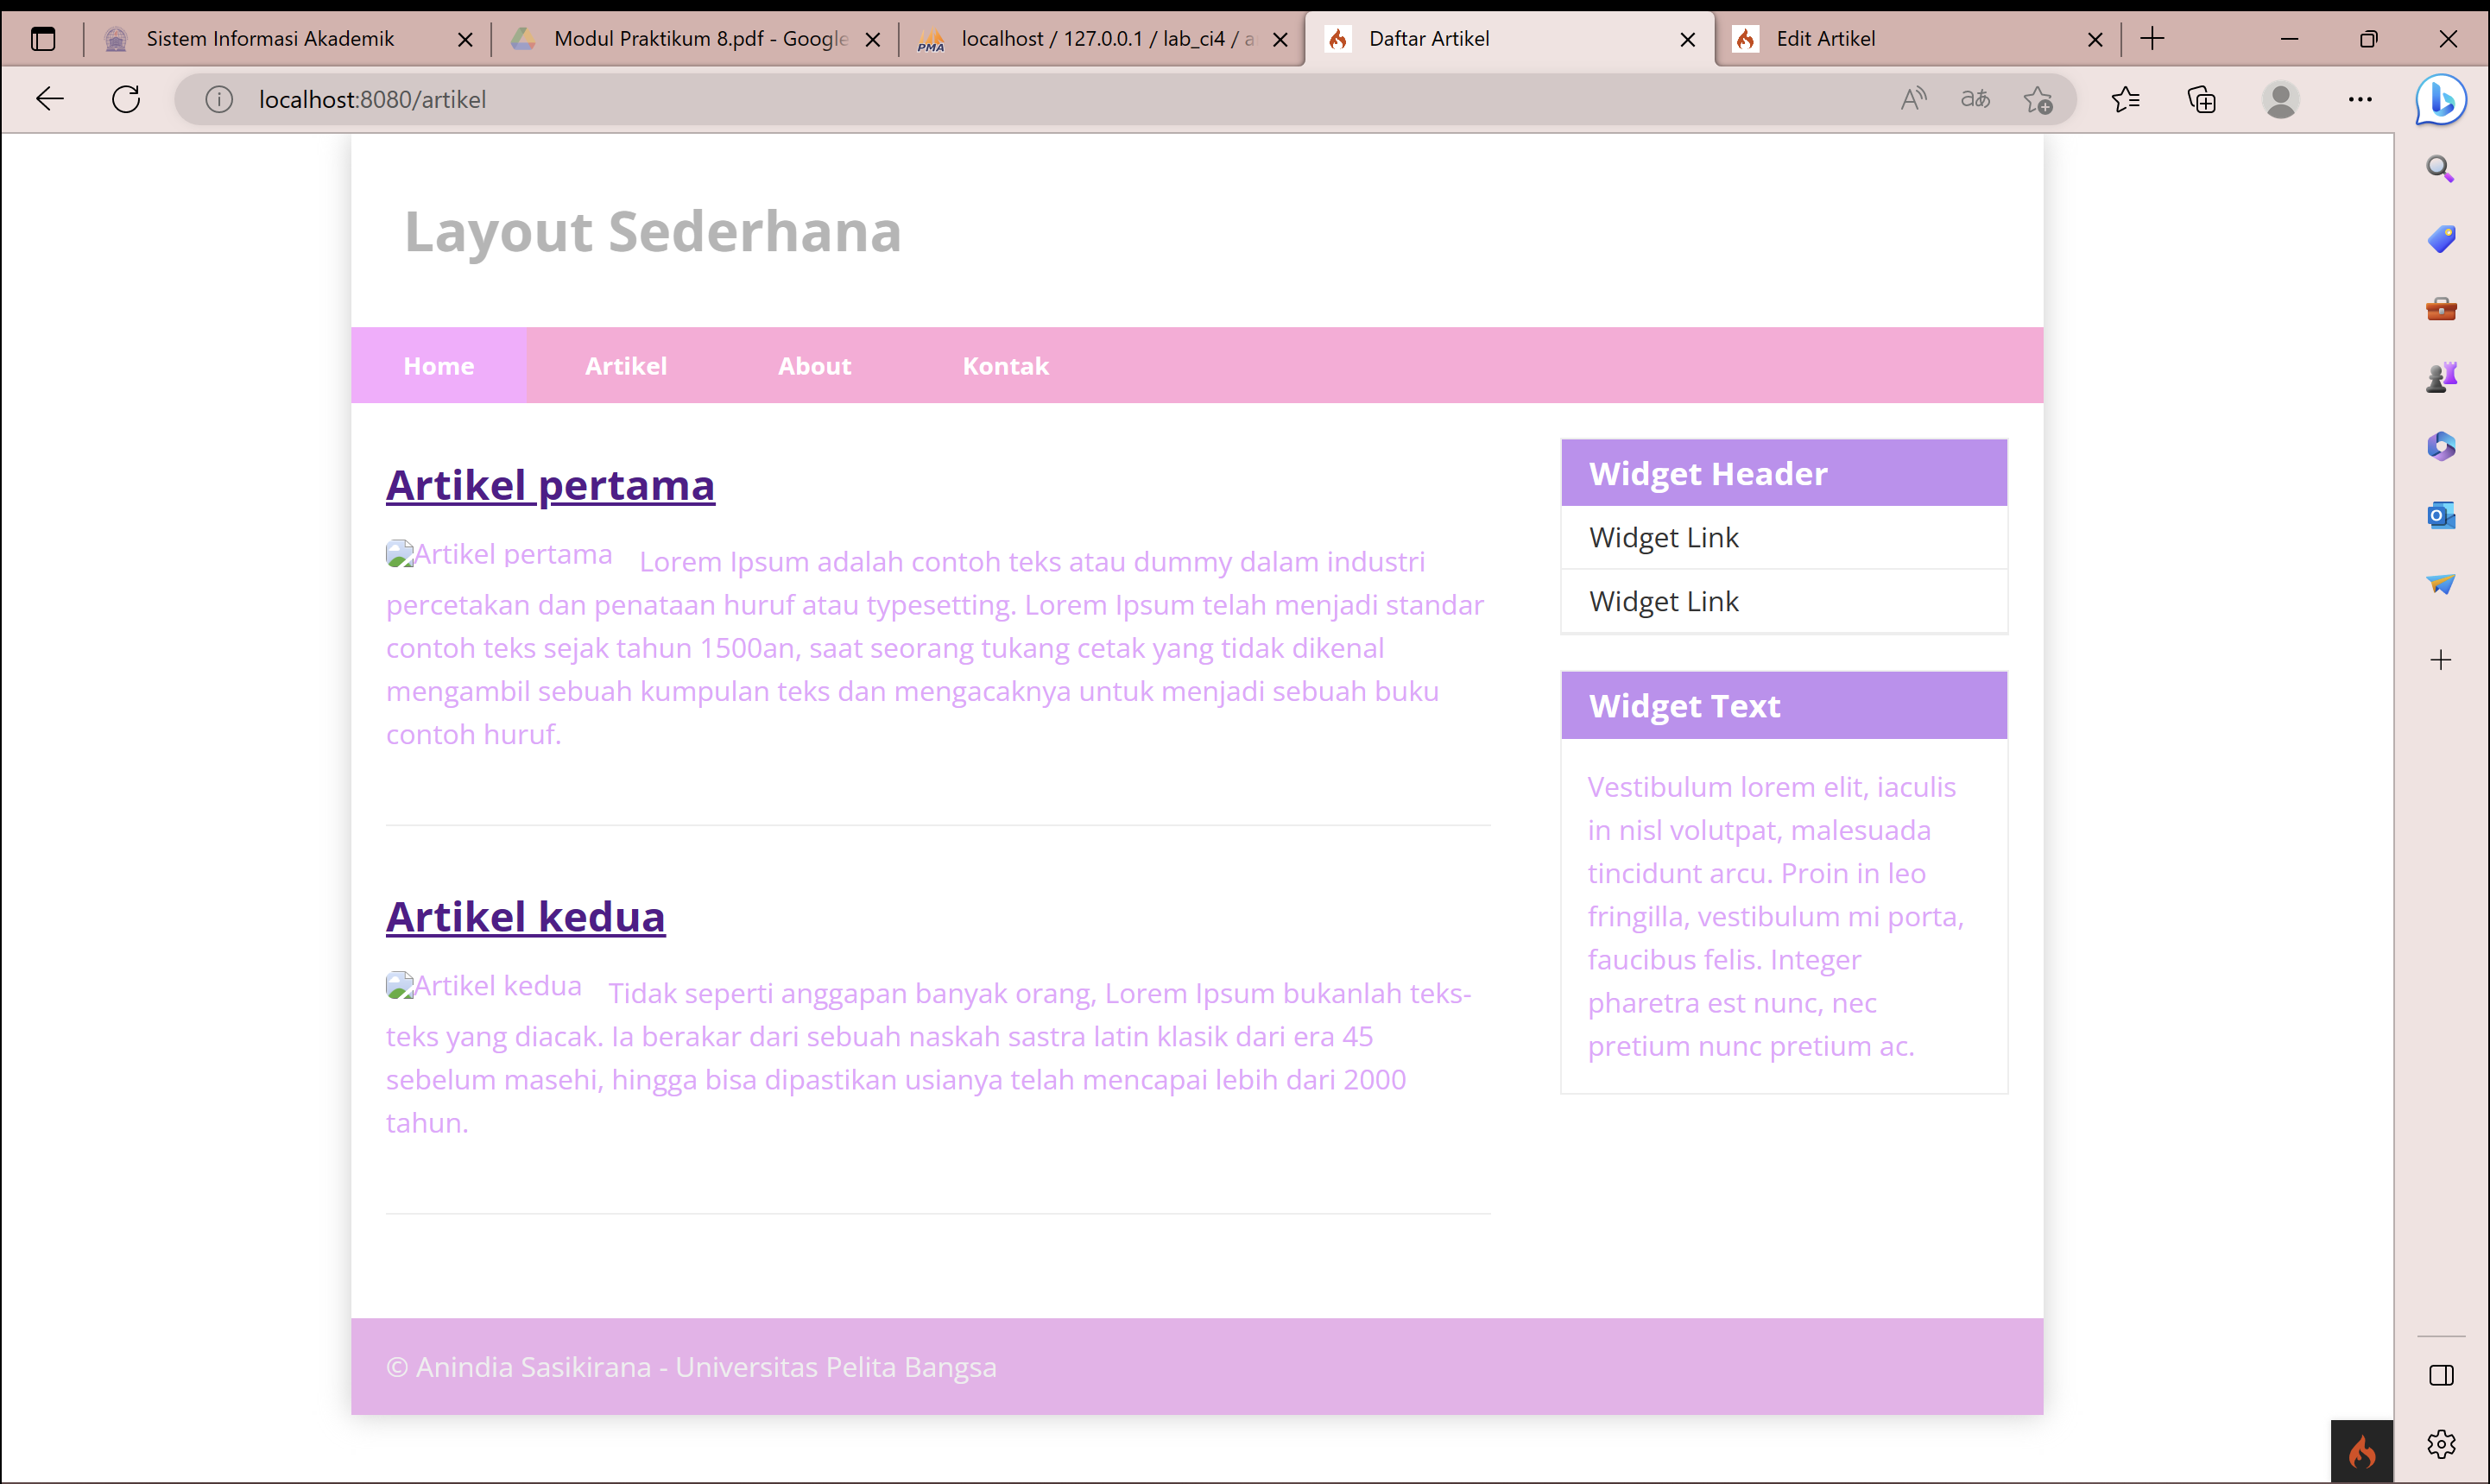 Sistem Informasi Akademik
Modul Praktikum 8.pdf - Google
PMA
localhost / 127.0.0.1 / lab_ci4 / a
Daftar Artikel
Edit Artikel
localhost:8080/artikel
Layout Sederhana
Home
Artikel
About
Kontak
Artikel pertama
Artikel pertama Lorem Ipsum adalah contoh teks atau dummy dalam industri
percetakan dan penataan huruf atau typesetting. Lorem Ipsum telah menjadi standar
contoh teks sejak tahun 1500an, saat seorang tukang cetak yang tidak dikenal
mengambil sebuah kumpulan teks dan mengacaknya untuk menjadi sebuah buku
contoh huruf.
Artikel kedua
Artikel kedua Tidak seperti anggapan banyak orang, Lorem Ipsum bukanlah teks-
teks yang diacak. Ia berakar dari sebuah naskah sastra latin klasik dari era 45
sebelum masehi, hingga bisa dipastikan usianya telah mencapai lebih dari 2000
tahun.
Widget Header
Widget Link
Widget Link
Widget Text
Vestibulum lorem elit, iaculis
in nisl volutpat, malesuada
tincidunt arcu. Proin in leo
fringilla, vestibulum mi porta,
faucibus felis. Integer
pharetra est nunc, nec
pretium nunc pretium ac.
© Anindia Sasikirana - Universitas Pelita Bangsa